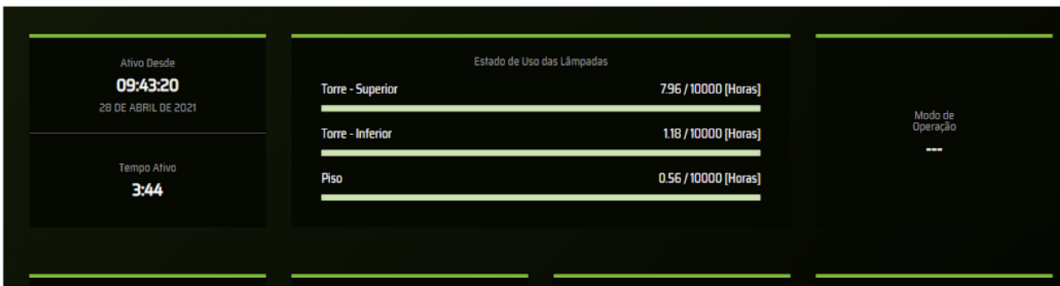 Ativo Desde
09:43:20
28 DE ABRIL DE 2021
Tempo Ativo
3:44
Estado de Uso das Lâmpadas
Torre - Superior 7.96 / 10000 [Horas]
Torre - Inferior 1.18 / 10000 [Horas]
Piso 0.56 / 10000 [Horas]
Modo de
Operação
---